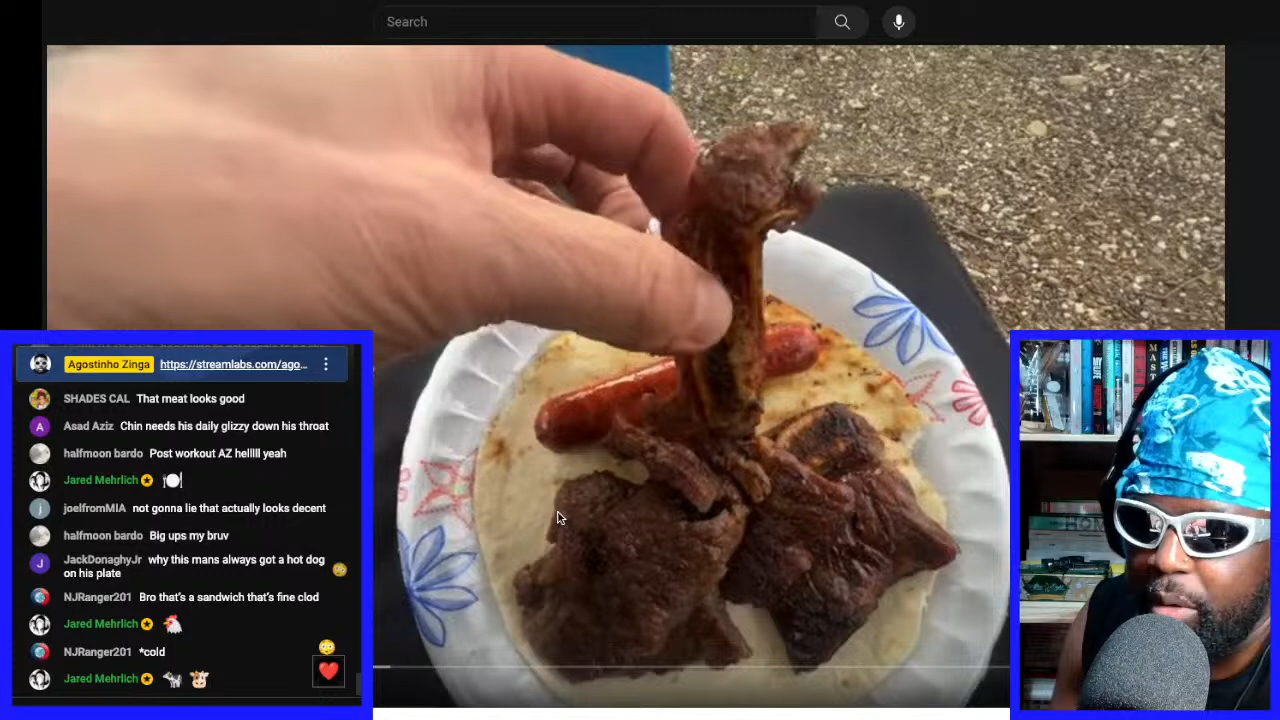 Search
Agostinho Zinga https://streamlabs.com/ago...
SHADES CAL That meat looks good
Asad Aziz Chin needs his daily glizzy down his throat
halfmoon bardo Post workout AZ helllll yeah
Jared Mehrlich
joelfromMIA not gonna lie that actually looks decent
halfmoon bardo Big ups my bruv
JackDonaghyJr why this mans always got a hot dog
on his plate
NJRanger201 Bro that's a sandwich that's fine clod
Jared Mehrlich
NJRanger201 *cold
Jared Mehrlich